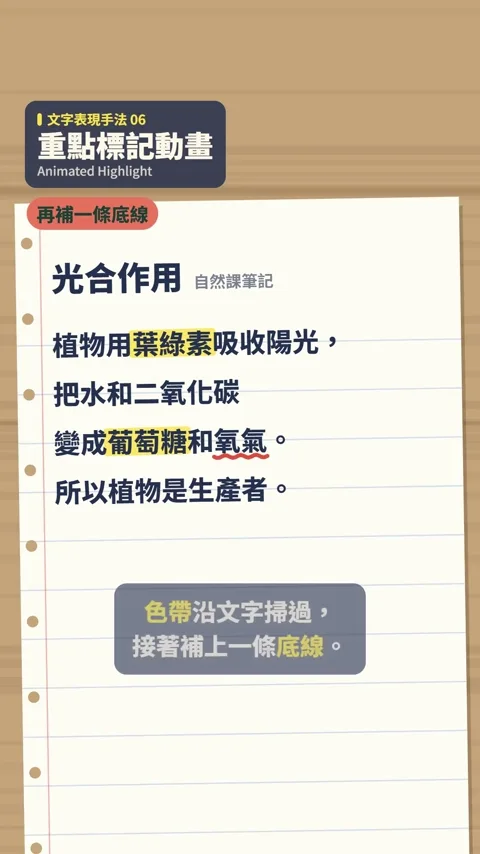 文字表現手法 06
重點標記動畫
Animated Highlight
再補一條底線
光合作用 自然課筆記
植物用葉綠素吸收陽光，
把水和二氧化碳
變成葡萄糖和氧氣。
所以植物是生產者。
色帶沿文字掃過，
接著補上一條底線。